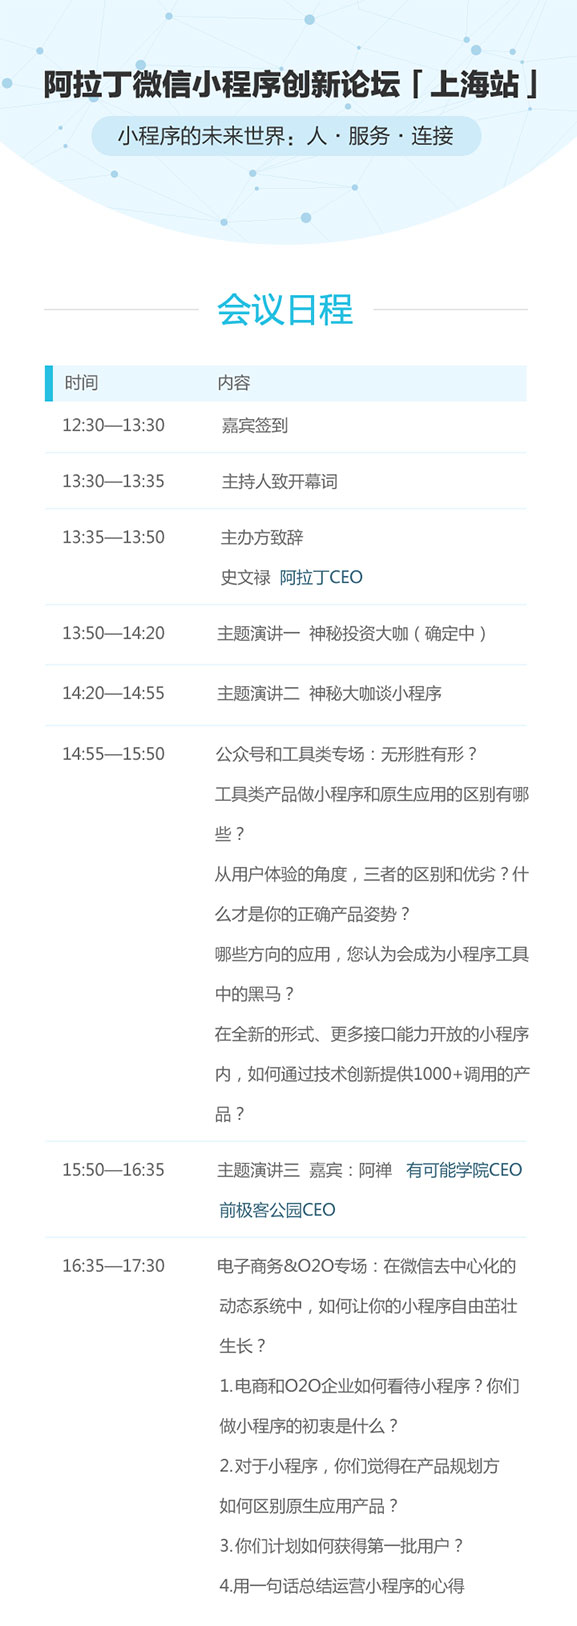 阿拉丁微信小程序创新论坛「上海站」
小程序的未来世界：人·服务·连接
会议日程
时间 内容
12:30—13:30 嘉宾签到
13:30—13:35 主持人致开幕词
13:35—13:50 主办方致辞
史文禄 阿拉丁CEO
13:50—14:20 主题演讲一 神秘投资大咖（确定中）
14:20—14:55 主题演讲二 神秘大咖谈小程序
14:55—15:50 公众号和工具类专场：无形胜有形？
工具类产品做小程序和原生应用的区别有哪
些？
从用户体验的角度，三者的区别和优劣？什
么才是你的正确产品姿势？
哪些方向的应用，您认为会成为小程序工具
中的黑马？
在全新的形式、更多接口能力开放的小程序
内，如何通过技术创新提供1000+调用的产
品？
15:50—16:35 主题演讲三 嘉宾：阿禅 有可能学院CEO
前极客公园CEO
16:35—17:30 电子商务&O2O专场：在微信去中心化的
动态系统中，如何让你的小程序自由茁壮
生长？
1.电商和O2O企业如何看待小程序？你们
做小程序的初衷是什么？
2.对于小程序，你们觉得在产品规划方
如何区别原生应用产品？
3.你们计划如何获得第一批用户？
4.用一句话总结运营小程序的心得